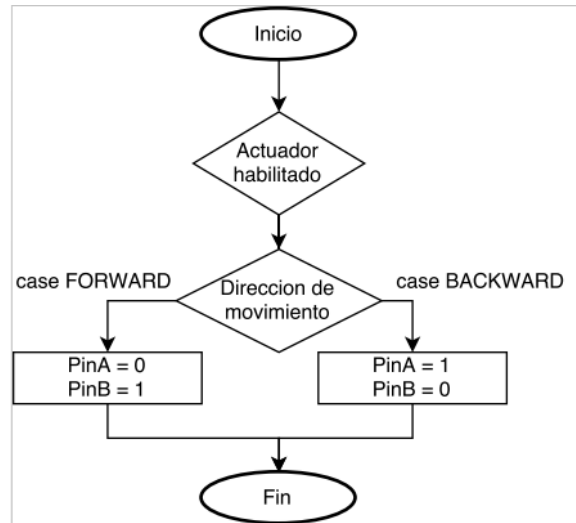 Inicio
Actuador
habilitado
case FORWARD
case BACKWARD
Direccion de
movimiento
PinA = 0
PinB = 1
PinA = 1
PinB = 0
Fin